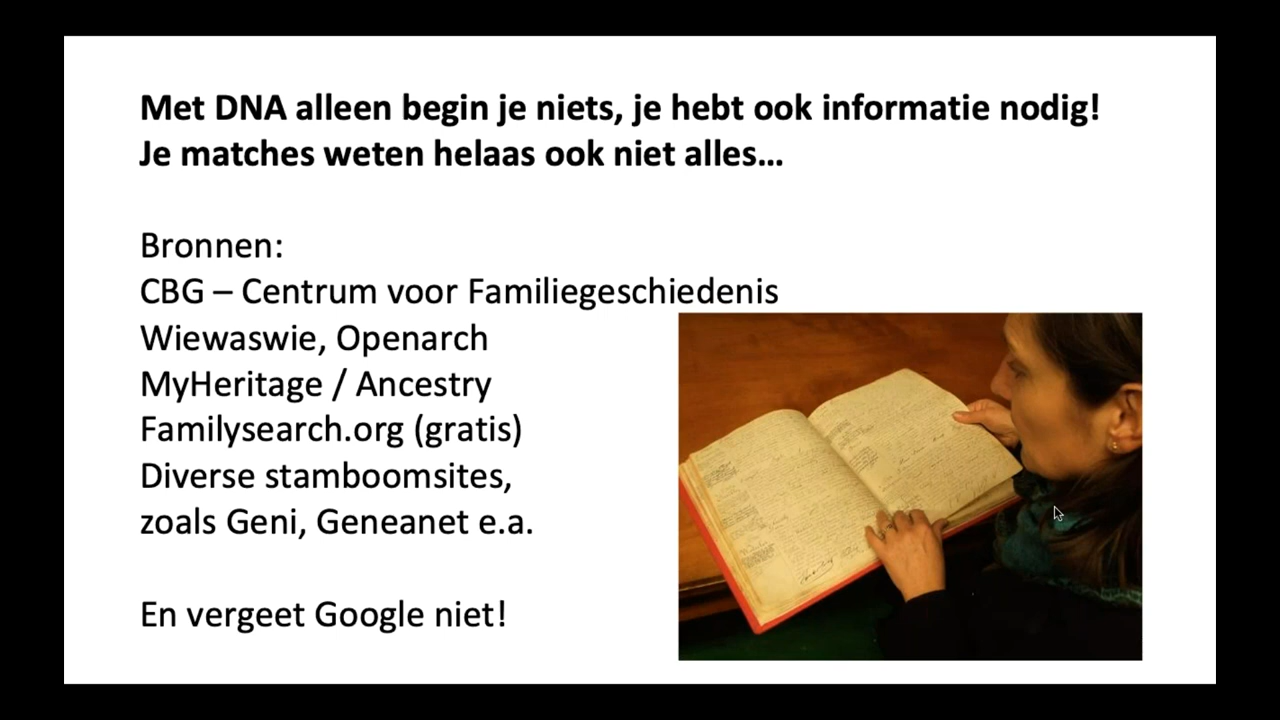 Met DNA alleen begin je niets, je hebt ook informatie nodig!
Je matches weten helaas ook niet alles…
Bronnen:
CBG – Centrum voor Familiegeschiedenis
Wiewaswie, Openarch
MyHeritage / Ancestry
Familysearch.org (gratis)
Diverse stamboomsites,
zoals Geni, Geneanet e.a.
En vergeet Google niet!